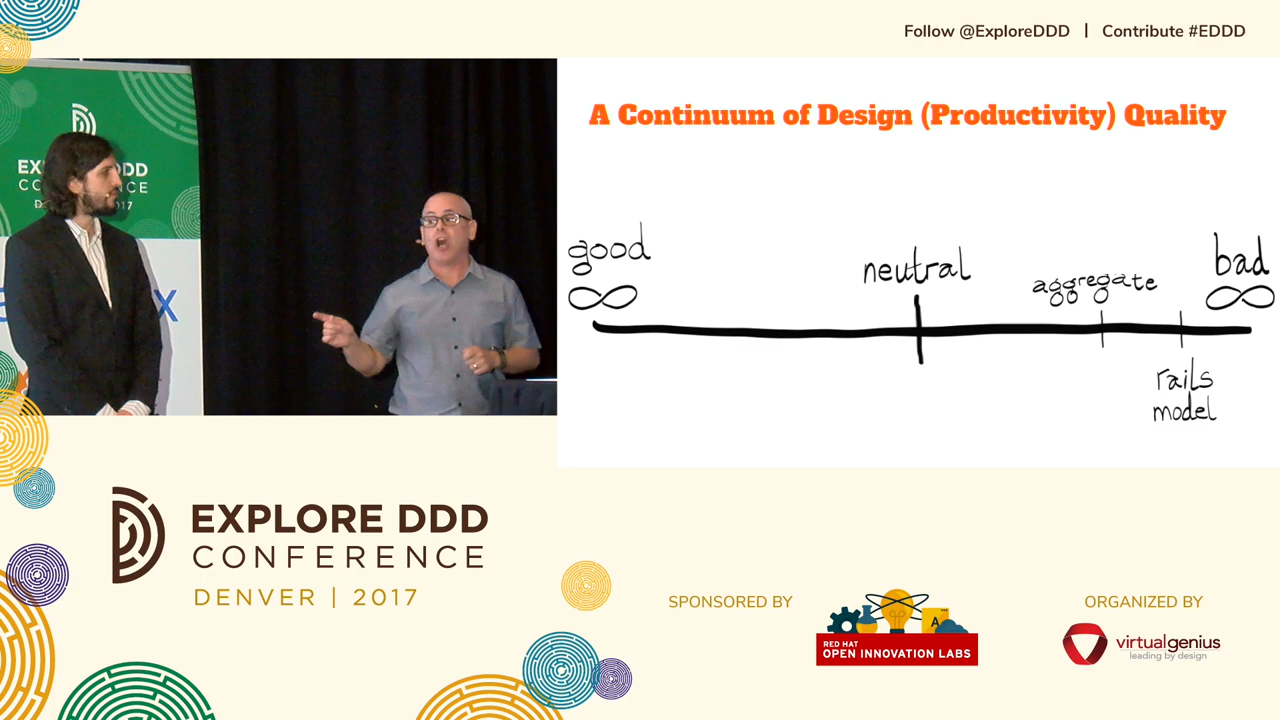 Follow @ExploreDDD | Contribute #EDDD
A Continuum of Design (Productivity) Quality
good
∞
neutral
aggregate
bad
∞
rails
model
EXPLORE DDD
CONFERENCE
DENVER | 2017
SPONSORED BY
RED HAT
OPEN INNOVATION LABS
ORGANIZED BY
virtualgenius
leading by design